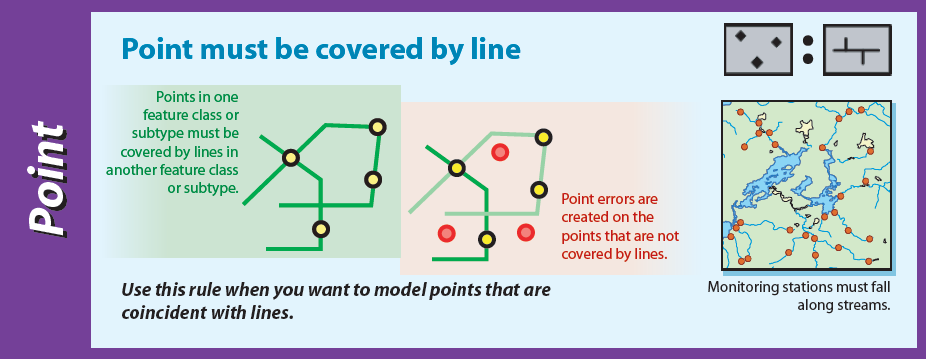 Point
Point must be covered by line
Points in one
feature class or
subtype must be
covered by lines in
another feature class
or subtype.
Point errors are
created on the
points that are not
covered by lines.
Use this rule when you want to model points that are
coincident with lines.
Monitoring stations must fall
along streams.